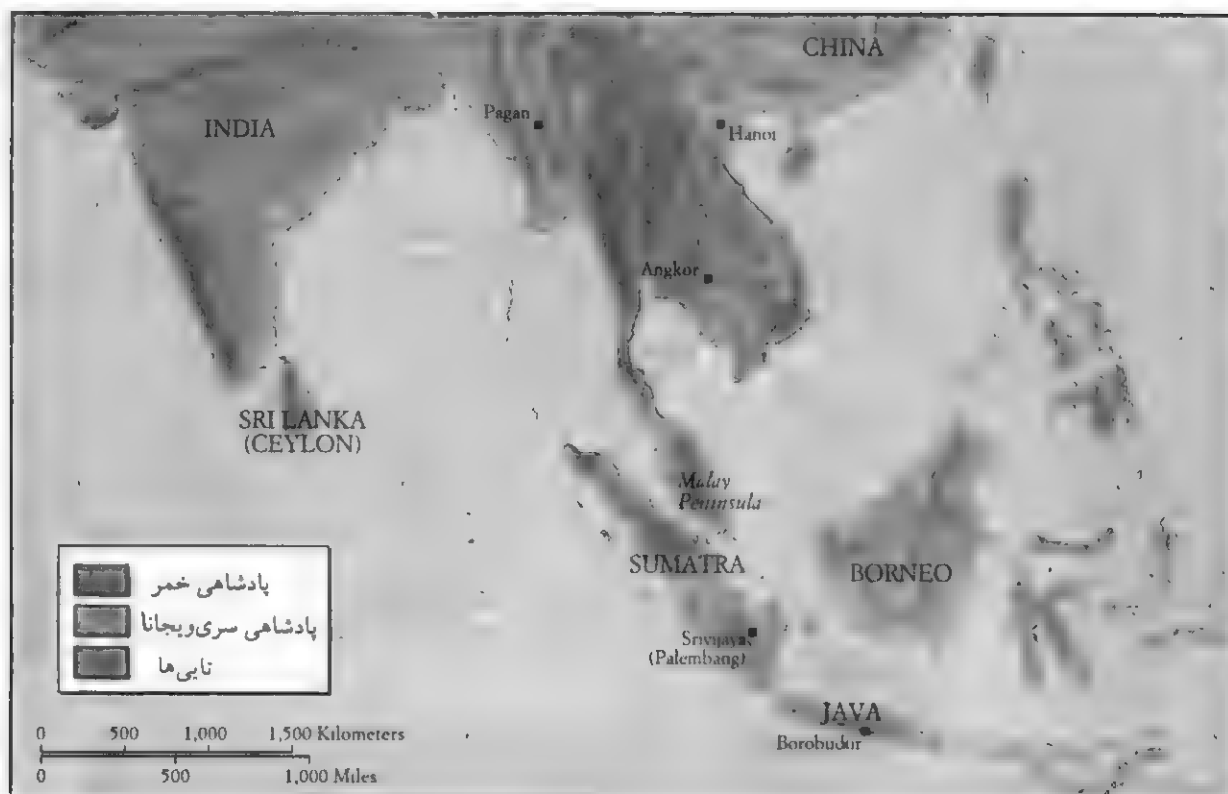 CHINA
INDIA
Pagan
Hanoi
Angkor
SRI LANKA
(CEYLON)
Malay
Peninsula
SUMATRA
BORNEO
Srivijaya
(Palembang)
JAVA
Borobudur
پادشاهی خمر
پادشاهی سری‌ویجانا
تایی‌ها
0 500 1,000 1,500 Kilometers
0 500 1,000 Miles